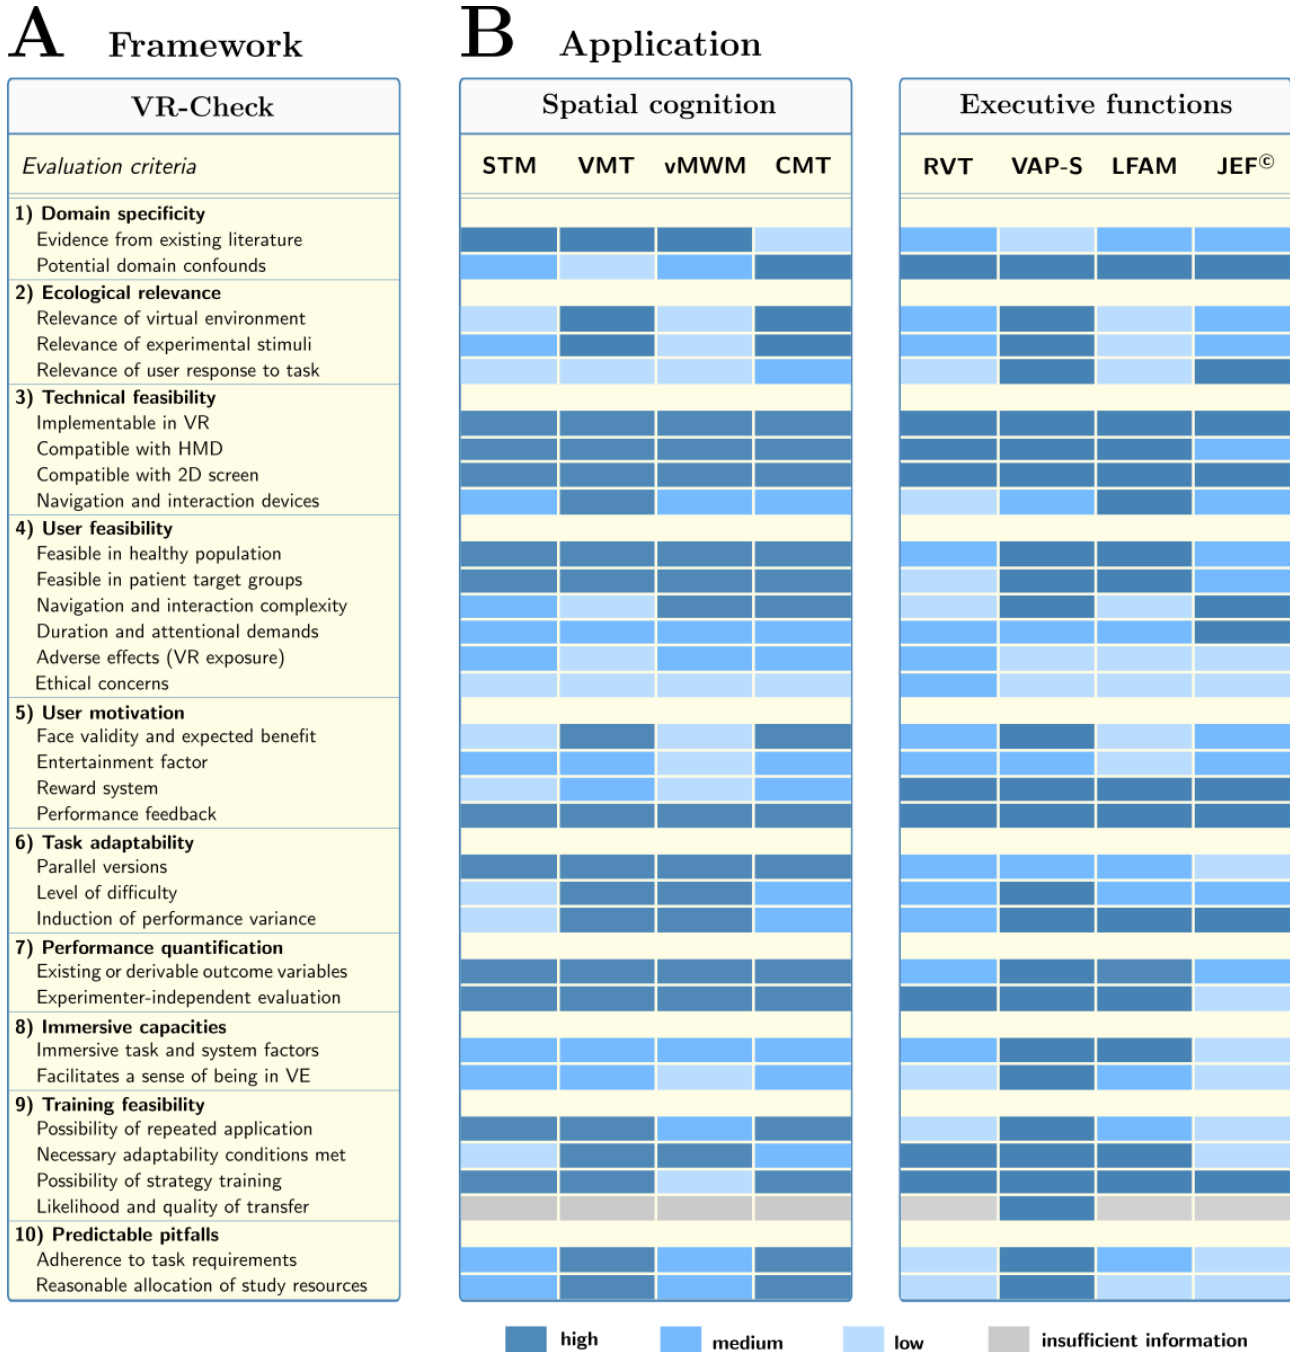 A Framework
B Application
VR-Check
Evaluation criteria
1) Domain specificity
Evidence from existing literature
Potential domain confounds
2) Ecological relevance
Relevance of virtual environment
Relevance of experimental stimuli
Relevance of user response to task
3) Technical feasibility
Implementable in VR
Compatible with HMD
Compatible with 2D screen
Navigation and interaction devices
4) User feasibility
Feasible in healthy population
Feasible in patient target groups
Navigation and interaction complexity
Duration and attentional demands
Adverse effects (VR exposure)
Ethical concerns
5) User motivation
Face validity and expected benefit
Entertainment factor
Reward system
Performance feedback
6) Task adaptability
Parallel versions
Level of difficulty
Induction of performance variance
7) Performance quantification
Existing or derivable outcome variables
Experimenter-independent evaluation
8) Immersive capacities
Immersive task and system factors
Facilitates a sense of being in VE
9) Training feasibility
Possibility of repeated application
Necessary adaptability conditions met
Possibility of strategy training
Likelihood and quality of transfer
10) Predictable pitfalls
Adherence to task requirements
Reasonable allocation of study resources
Spatial cognition
STM VMT vMWM CMT
Executive functions
RVT VAP-S LFAM JEF©
high medium low insufficient information